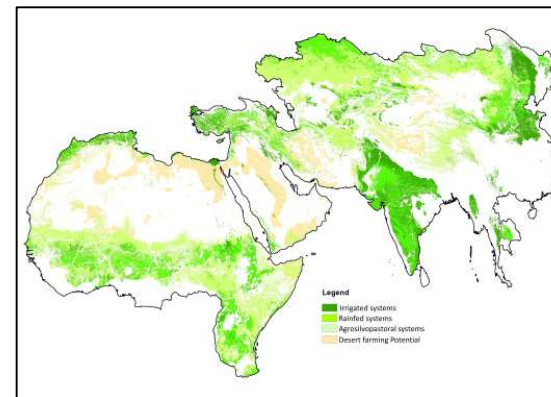 Legend
Irrigated systems
Rainfed systems
Agrosilvopastoral systems
Desert farming Potential